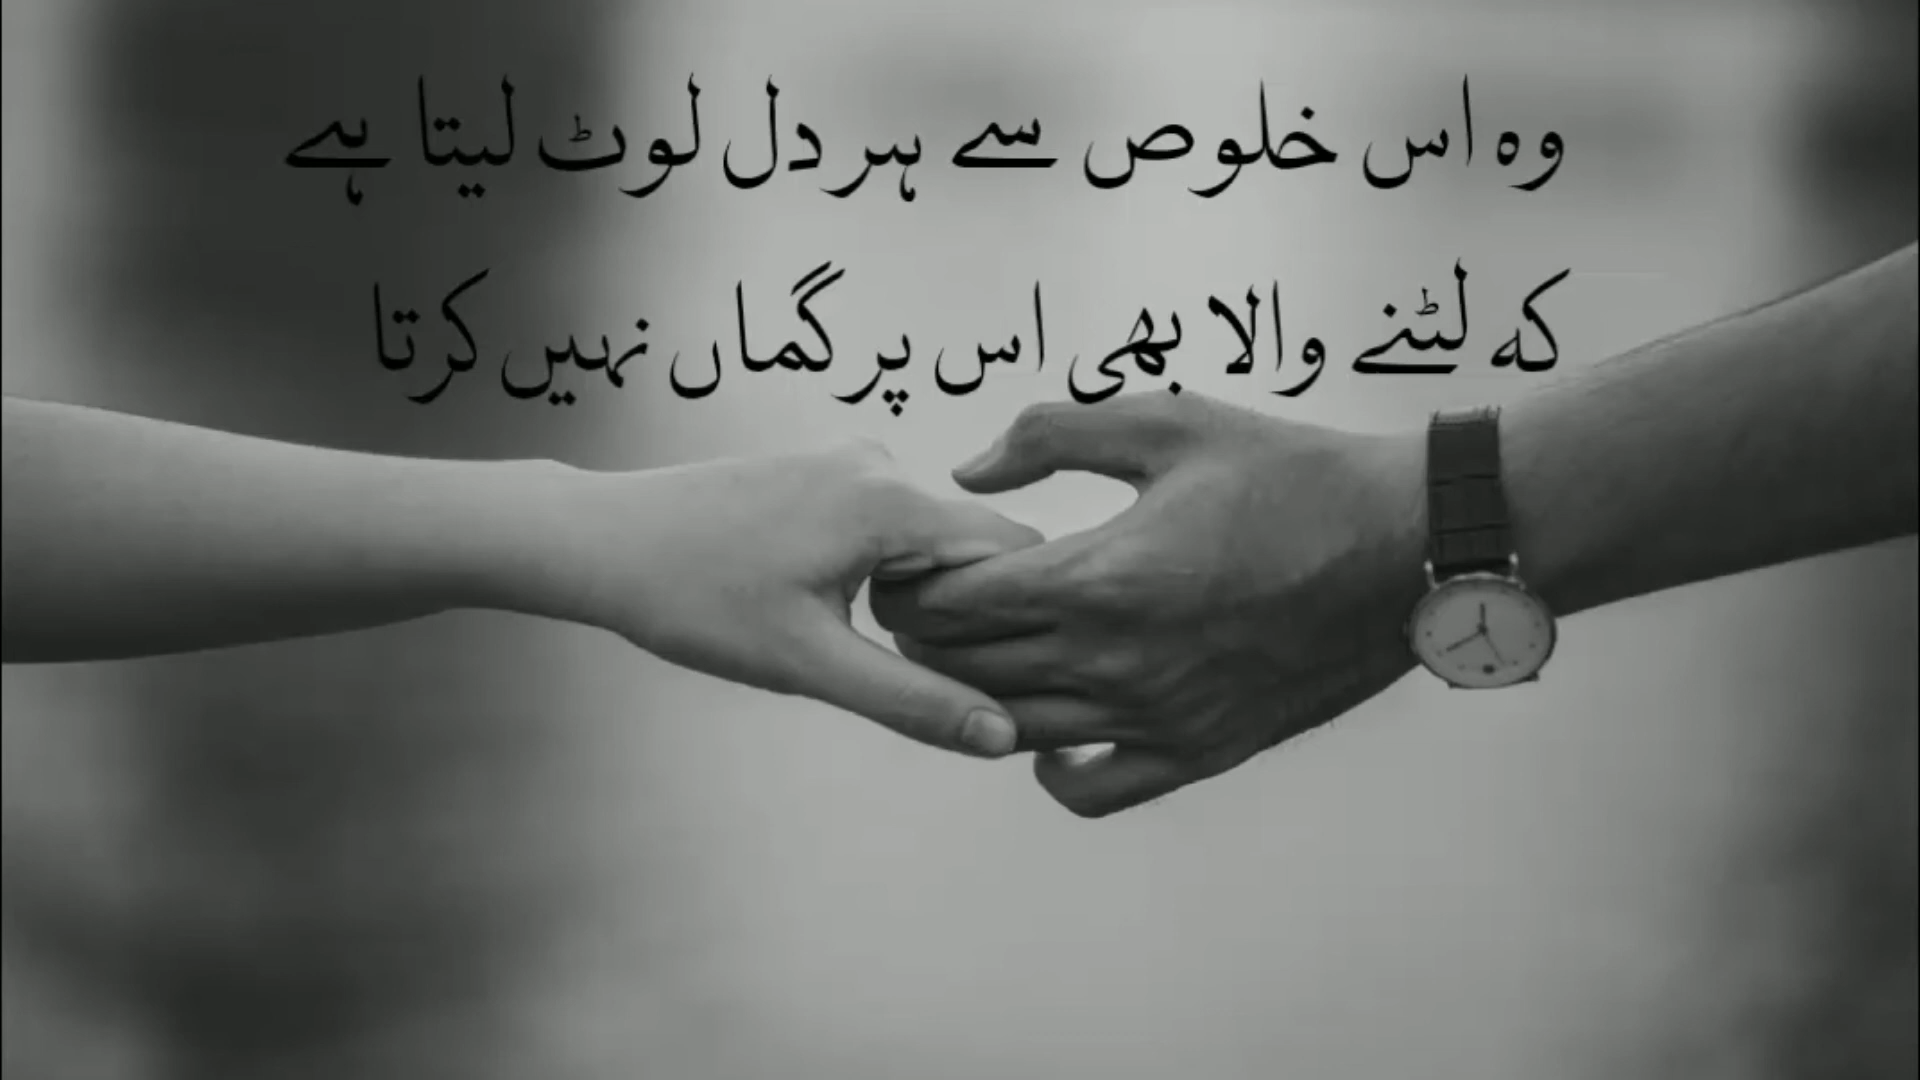 وہ اس خلوص سے ہر دل لوٹ لیتا ہے
کہ لٹنے والا بھی اس پر گماں نہیں کرتا